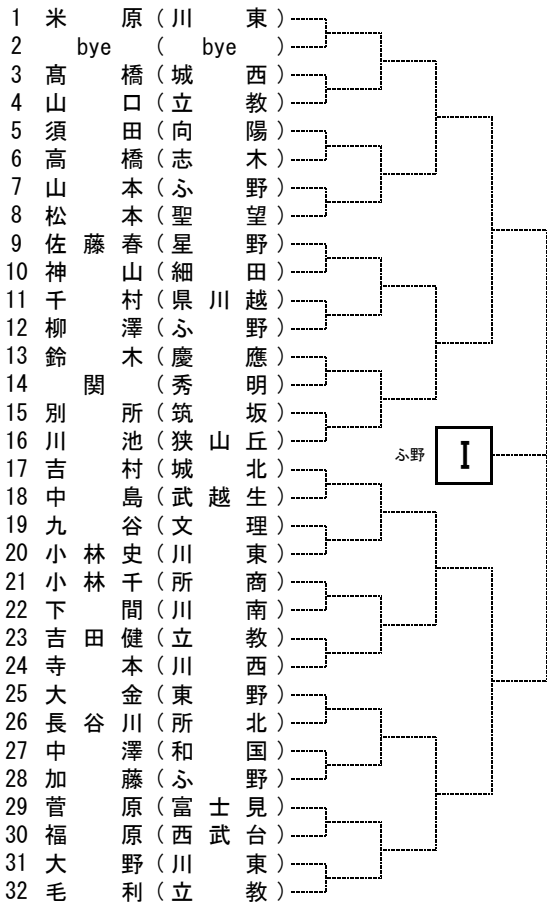 1 米原(川東)
2 bye (bye)
3 髙橋(城西)
4 山口(立教)
5 須田(向陽)
6 高橋(志木)
7 山本(ふ野)
8 松本(聖望)
9 佐藤春(星野)
10 神山(細田)
11 千村(県川越)
12 柳澤(ふ野)
13 鈴木(慶應)
14 関(秀明)
15 別所(筑坂)
16 川池(狭山丘)
ふ野 I
17 吉村(城北)
18 中島(武越生)
19 九谷(文理)
20 小林史(川東)
21 小林千(所商)
22 下間(川南)
23 吉田健(立教)
24 寺本(川西)
25 大金(東野)
26 長谷川(所北)
27 中澤(和国)
28 加藤(ふ野)
29 菅原(富士見)
30 福原(西武台)
31 大野(川東)
32 毛利(立教)